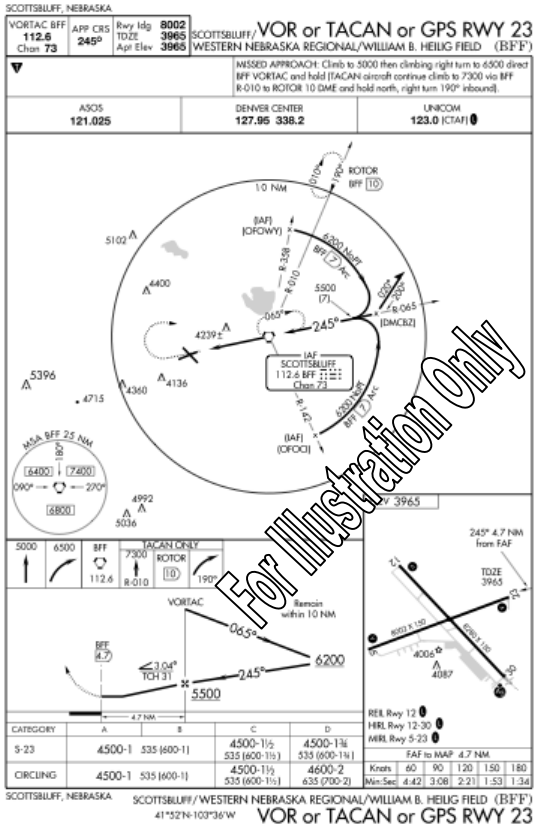 SCOTTSBLUFF, NEBRASKA
VORTAC BFF
112.6
Chan 73
APP CRS
245°
Rwy ldg 8002
TDZE 3965
Apt Elev 3965
SCOTTSBLUFF/ VOR or TACAN or GPS RWY 23
WESTERN NEBRASKA REGIONAL/WILLIAM B. HEILIG FIELD (BFF)
MISSED APPROACH: Climb to 5000 then climbing right turn to 6500 direct
BFF VORTAC and hold (TACAN aircraft continue climb to 7300 via BFF
R-010 to ROTOR 10 DME and hold north, right turn 190° inbound).
ASOS
121.025
DENVER CENTER
127.95 338.2
UNICOM
123.0 (CTAF) L
ROTOR
BFF 10
010°
190°
10 NM
(IAF)
(OFOWY)
6200 NoPT
BFF 7 Arc
R-358
R-010
5102
4400
5500
(7)
020°
200°
R-065
(DMCBZ)
065°
245°
4239±
IAF
SCOTTSBLUFF
112.6 BFF
Chan 73
5396
4715
4360
4136
R-142
6200 NoPT
BFF 7 Arc
(IAF)
(OFOCI)
MSA BFF 25 NM
180°
6400
7400
090°
270°
6800
4992
5036
For Illustration Only
3965
5000
6500
BFF
112.6
TACAN ONLY
7300
R-010
ROTOR
10
190°
VORTAC
Remain
within 10 NM
065°
BFF
4.7
3.04°
TCH 31
245°
6200
5500
4.7 NM
245° 4.7 NM
from FAF
TDZE
3965
12
23
8002 X 150
8280 X 150
4006
4087
30
REIL Rwy 12 L
HIRL Rwy 12-30 L
MIRL Rwy 5-23 L
CATEGORY A B C D
S-23 4500-1 535 (600-1) 4500-1½ 535 (600-1½) 4500-1¾ 535 (600-1¾)
CIRCLING 4500-1 535 (600-1) 4500-1½ 535 (600-1½) 4600-2 635 (700-2)
FAF to MAP 4.7 NM
Knots 60 90 120 150 180
Min:Sec 4:42 3:08 2:21 1:53 1:34
SCOTTSBLUFF, NEBRASKA
SCOTTSBLUFF/WESTERN NEBRASKA REGIONAL/WILLIAM B. HEILIG FIELD (BFF)
41°52'N-103°36'W
VOR or TACAN or GPS RWY 23